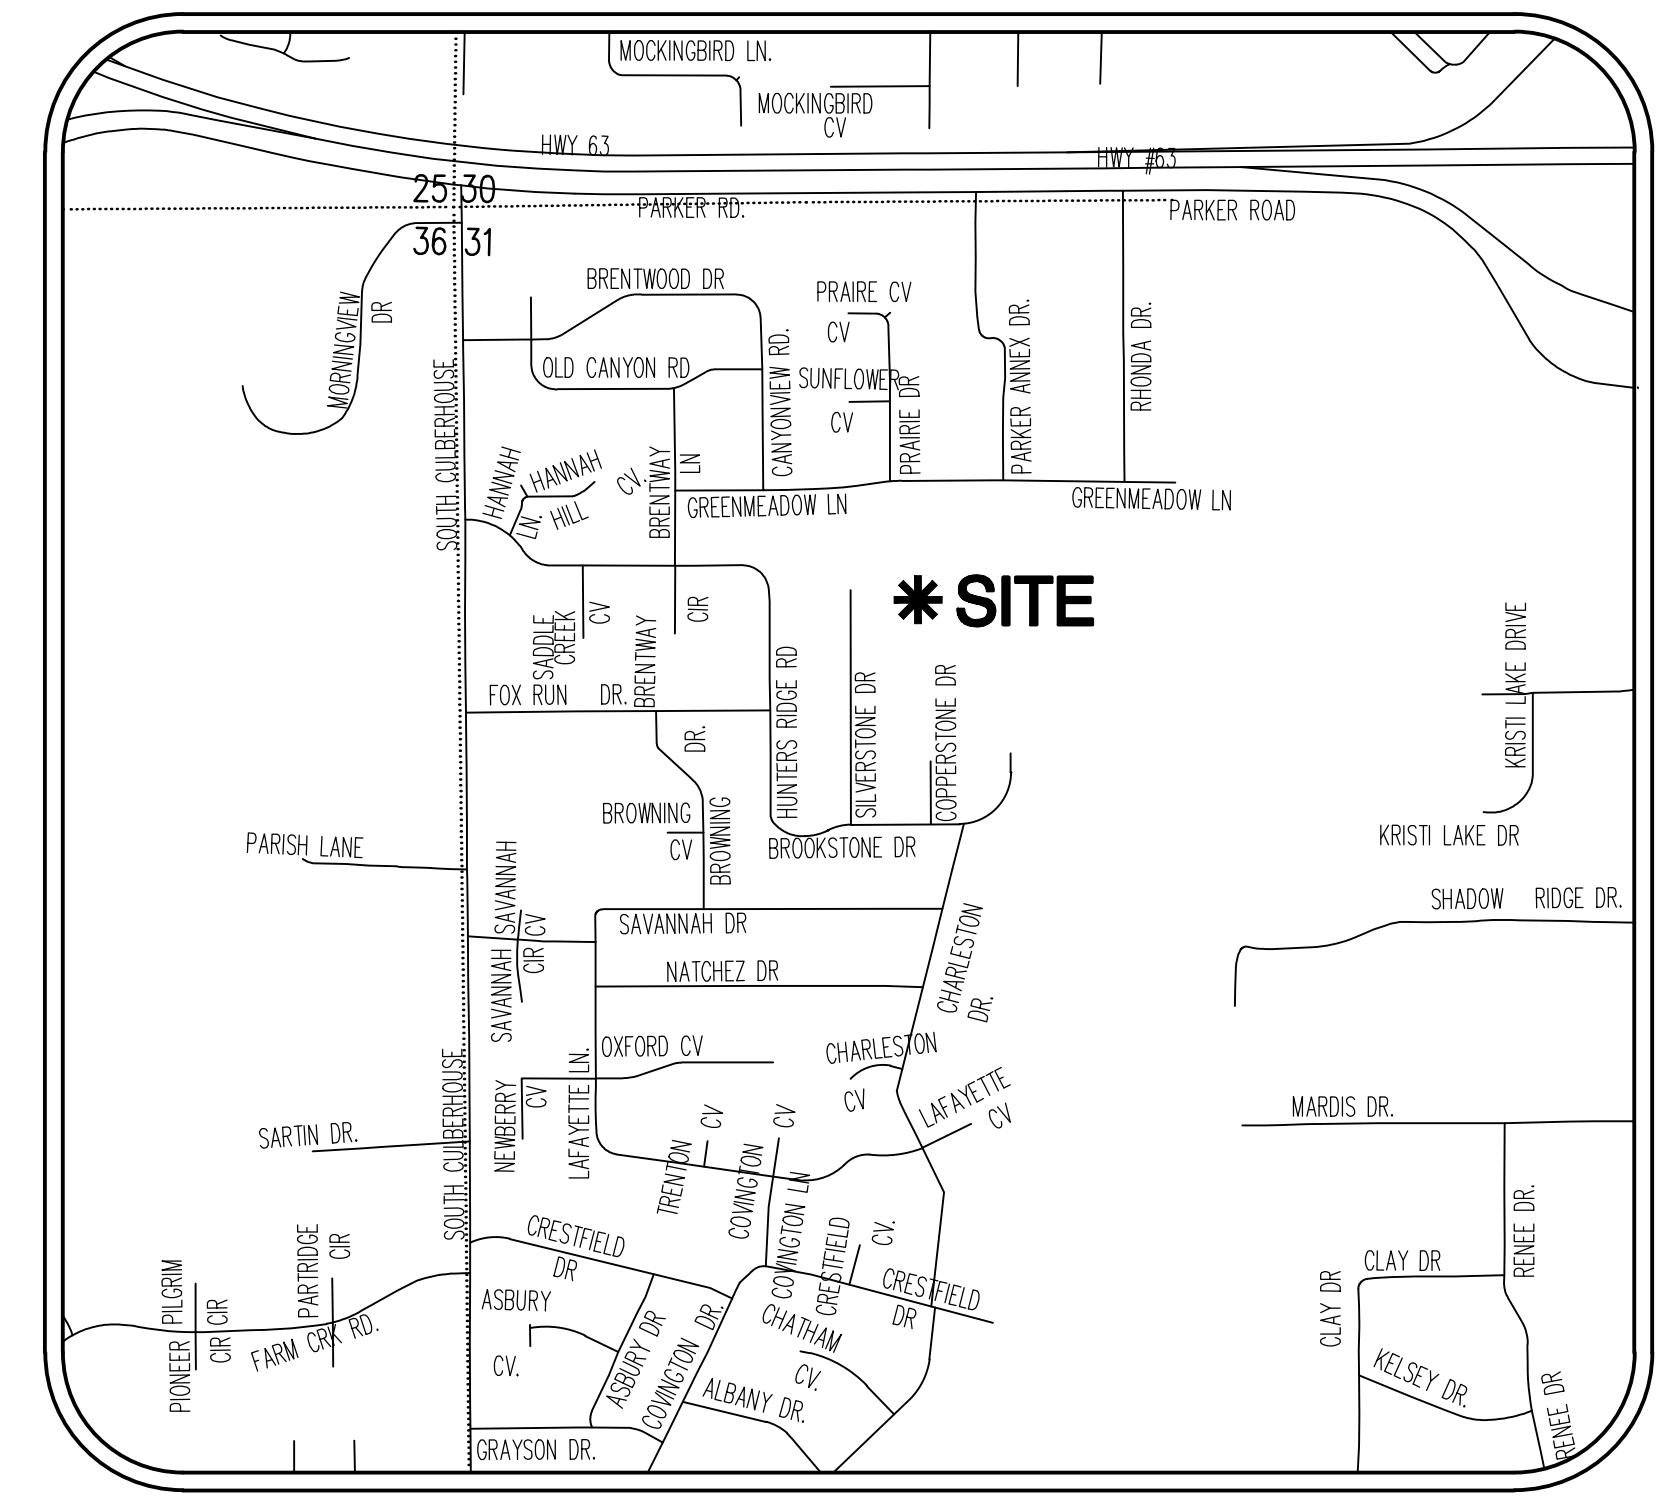 MOCKINGBIRD LN.
MOCKINGBIRD
CV
HWY 63
HWY #63
25 30
36 31
PARKER RD.
PARKER ROAD
BRENTWOOD DR
PRAIRE CV
CV
MORNINGVIEW
DR
OLD CANYON RD
SUNFLOWER
CV
CANYONVIEW RD.
PRAIRIE DR
PARKER ANNEX DR.
RHONDA DR.
SOUTH CULBERHOUSE
HANNAH
LN.
HANNAH
HILL
CV.
BRENTWAY
LN
GREENMEADOW LN
GREENMEADOW LN
SITE
SADDLE
CREEK
CV
BRENTWAY
CIR
FOX RUN DR.
HUNTERS RIDGE RD
SILVERSTONE DR
COPPERSTONE DR
KRISTI LAKE DRIVE
DR.
BROWNING
CV
BROWNING
BROOKSTONE DR
KRISTI LAKE DR
PARISH LANE
SAVANNAH
CV
SAVANNAH DR
SHADOW RIDGE DR.
SAVANNAH
CIR
NATCHEZ DR
CHARLESTON
DR.
OXFORD CV
CHARLESTON
CV
SOUTH CULBERHOUSE
NEWBERRY
CV
LAFAYETTE LN.
LAFAYETTE
CV
MARDIS DR.
SARTIN DR.
TRENTON
CV
COVINGTON
CV
COVINGTON LN
CRESTFIELD
CV.
CRESTFIELD
DR
CRESTFIELD
DR
RENEE DR.
CLAY DR
CLAY DR
PILGRIM
CIR
PARTRIDGE
CIR
PIONEER
CIR
FARM CRK RD.
ASBURY
CV.
ASBURY DR
COVINGTON DR.
CHATHAM
CV.
ALBANY DR.
KELSEY DR.
RENEE DR
GRAYSON DR.